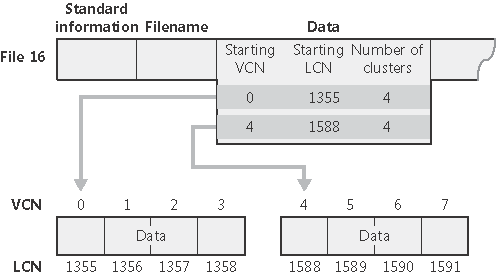 Standard information Filename Data
File 16
Starting VCN Starting LCN Number of clusters
0 1355 4
4 1588 4
VCN 0 1 2 3 4 5 6 7
Data Data
LCN 1355 1356 1357 1358 1588 1589 1590 1591